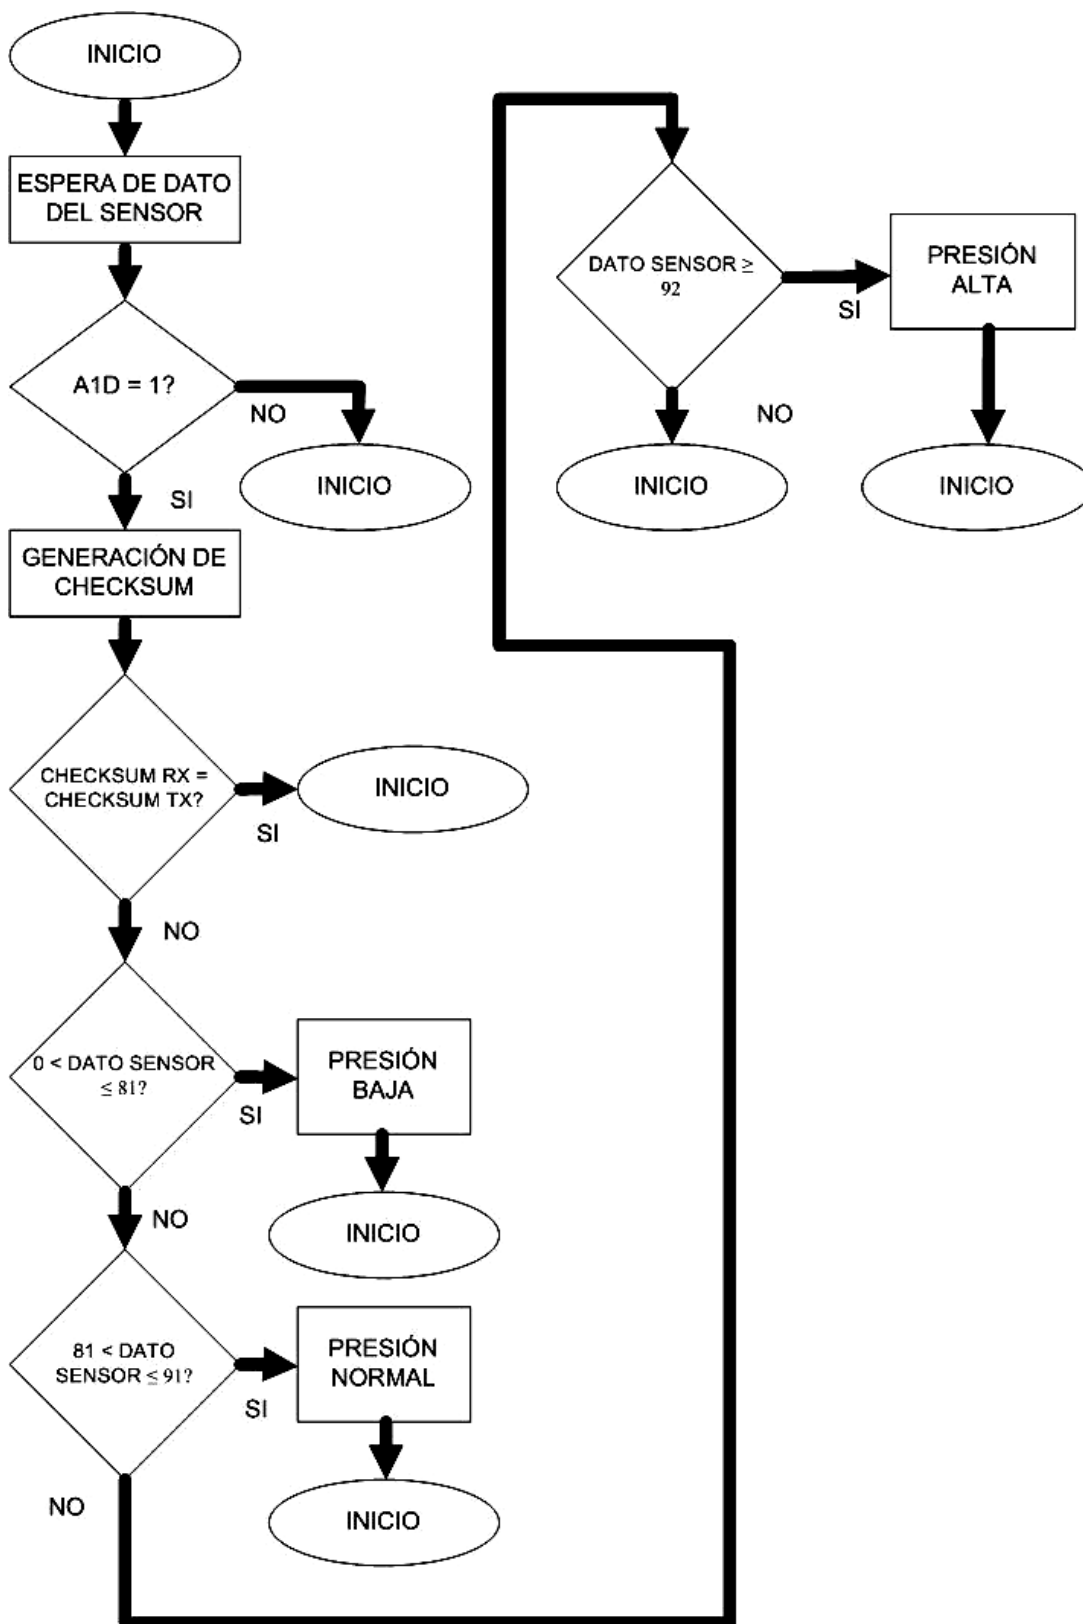 INICIO
ESPERA DE DATO
DEL SENSOR
A1D = 1?
NO
INICIO
SI
GENERACIÓN DE
CHECKSUM
CHECKSUM RX =
CHECKSUM TX?
SI
INICIO
NO
0 < DATO SENSOR
≤ 81?
SI
PRESIÓN
BAJA
INICIO
NO
81 < DATO
SENSOR ≤ 91?
SI
PRESIÓN
NORMAL
INICIO
NO
DATO SENSOR ≥
92
SI
PRESIÓN
ALTA
NO
INICIO
INICIO